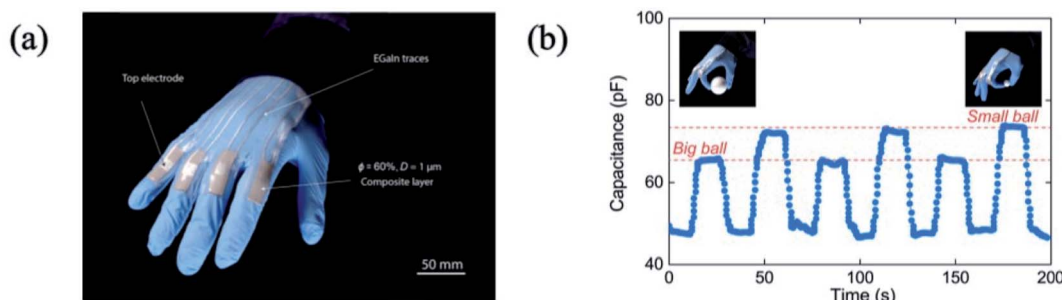 (a)
Top electrode
EGaIn traces
ϕ = 60%, D = 1 μm
Composite layer
50 mm
(b)
100
80
60
40
Capacitance (pF)
Big ball
Small ball
0
50
100
150
200
Time (s)